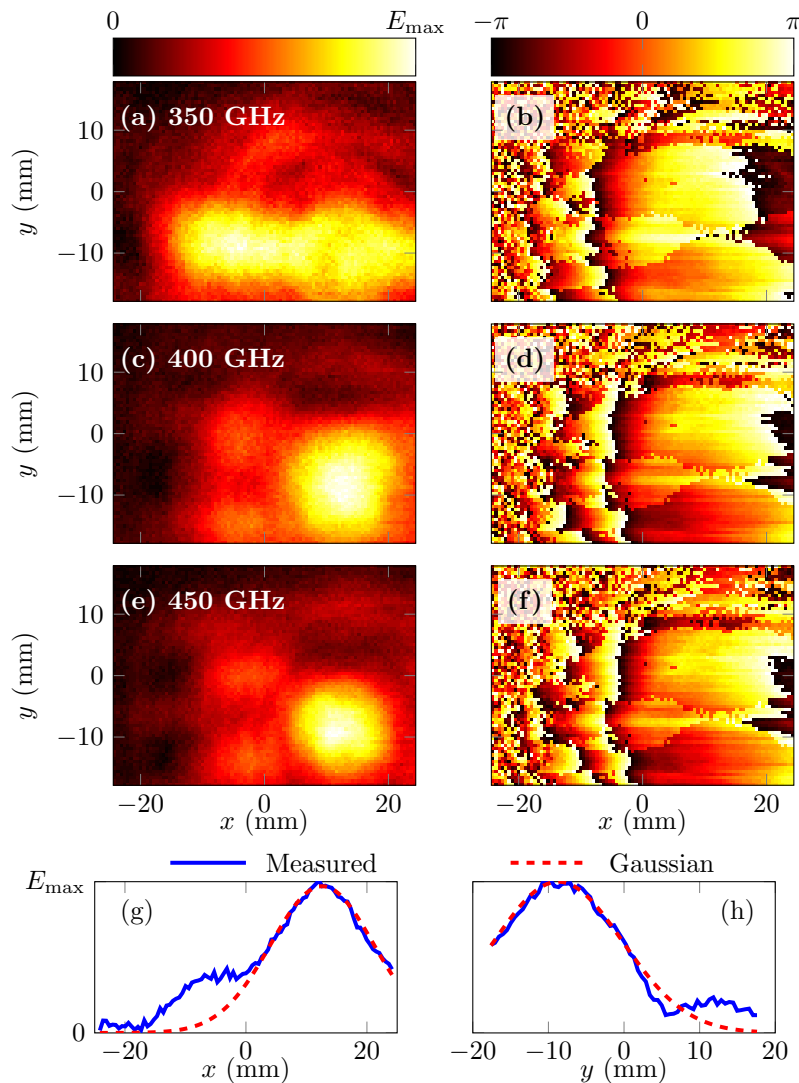 0 E_max −π 0 π
(a) 350 GHz (b)
10
0
−10
y (mm)
(c) 400 GHz (d)
10
0
−10
y (mm)
(e) 450 GHz (f)
10
0
−10
y (mm)
−20 0 20 −20 0 20
x (mm) x (mm)
Measured Gaussian
E_max
(g) (h)
0
−20 0 20 −20 −10 0 10 20
x (mm) y (mm)